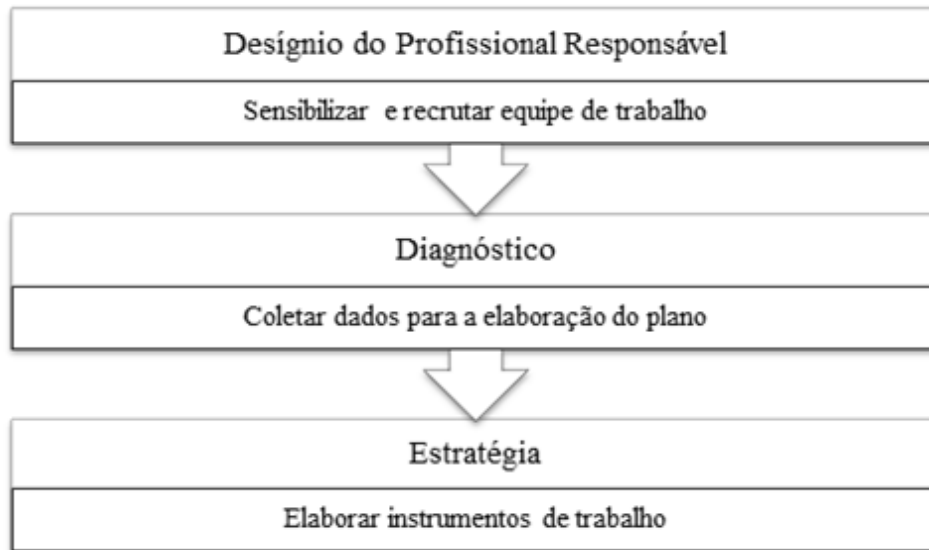 Desígnio do Profissional Responsável
Sensibilizar e recrutar equipe de trabalho
Diagnóstico
Coletar dados para a elaboração do plano
Estratégia
Elaborar instrumentos de trabalho